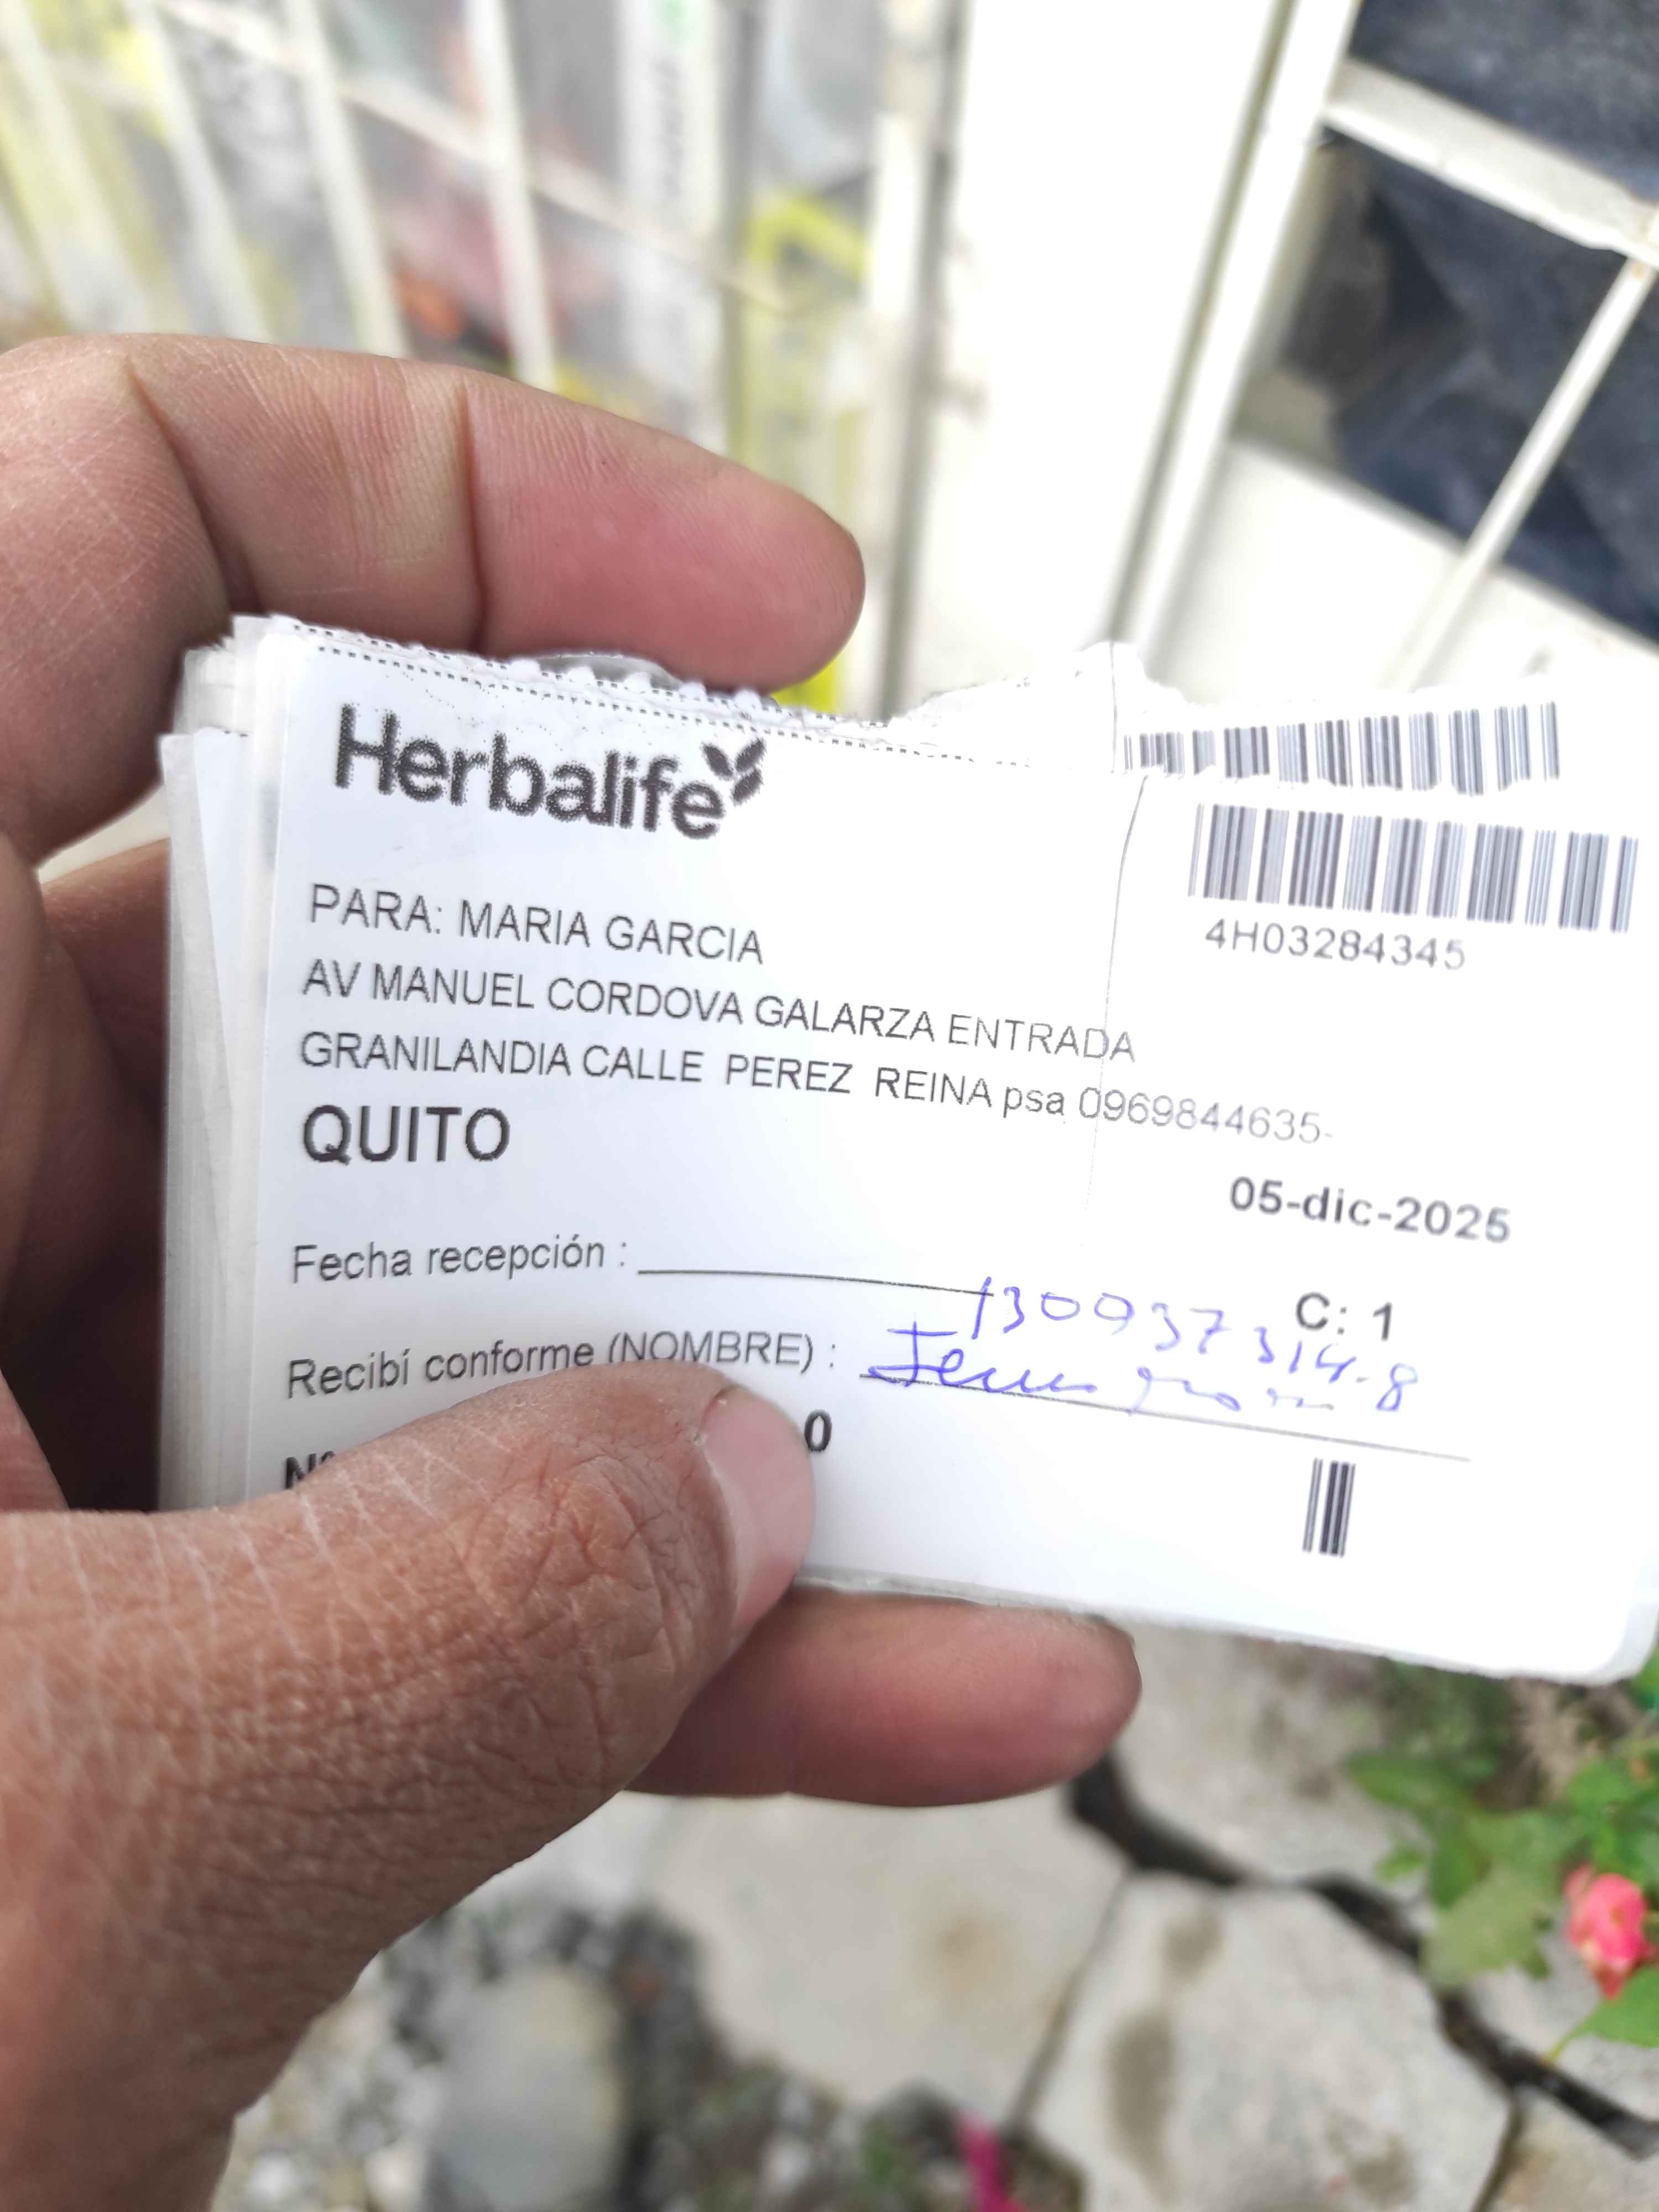 Herbalife
4H03284345
PARA: MARIA GARCIA
AV MANUEL CORDOVA GALARZA ENTRADA
GRANILANDIA CALLE PEREZ REINA psa 0969844635-
QUITO
05-dic-2025
Fecha recepción :
C: 1
130937314-8
Recibí conforme (NOMBRE) :
0